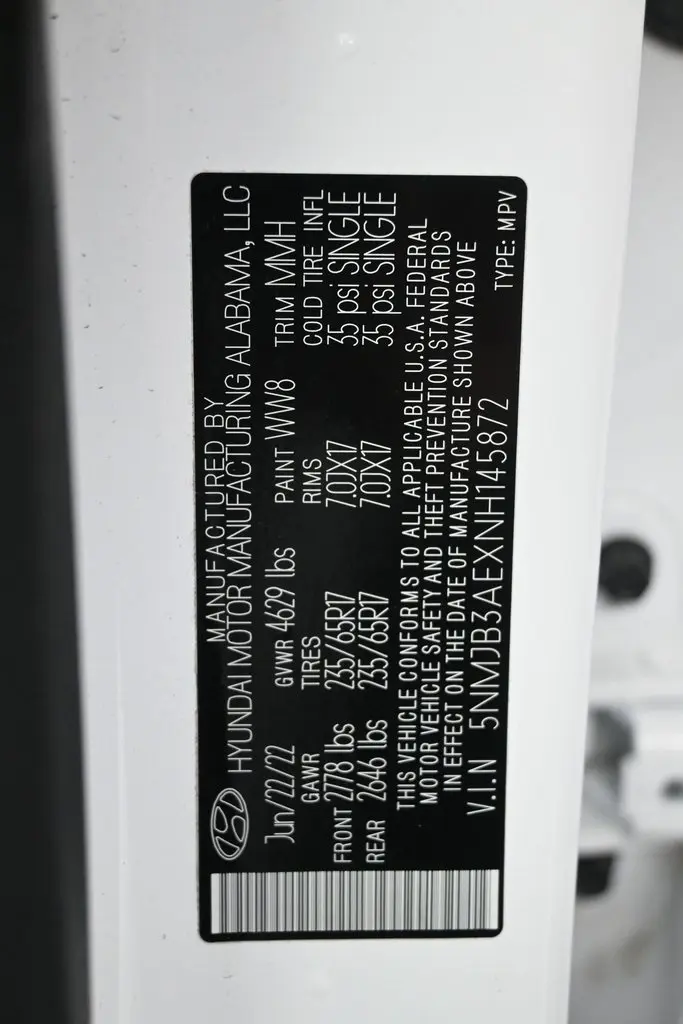 MANUFACTURED BY
HYUNDAI MOTOR MANUFACTURING ALABAMA, LLC
Jun/22/22 GVWR 4629 lbs PAINT WW8 TRIM MMH
GAWR TIRES RIMS COLD TIRE INFL
FRONT 2778 lbs 235/65R17 7.0JX17 35 psi SINGLE
REAR 2646 lbs 235/65R17 7.0JX17 35 psi SINGLE
THIS VEHICLE CONFORMS TO ALL APPLICABLE U.S.A. FEDERAL
MOTOR VEHICLE SAFETY AND THEFT PREVENTION STANDARDS
IN EFFECT ON THE DATE OF MANUFACTURE SHOWN ABOVE
V.I.N 5NMJB3AEXNH145872
TYPE: MPV